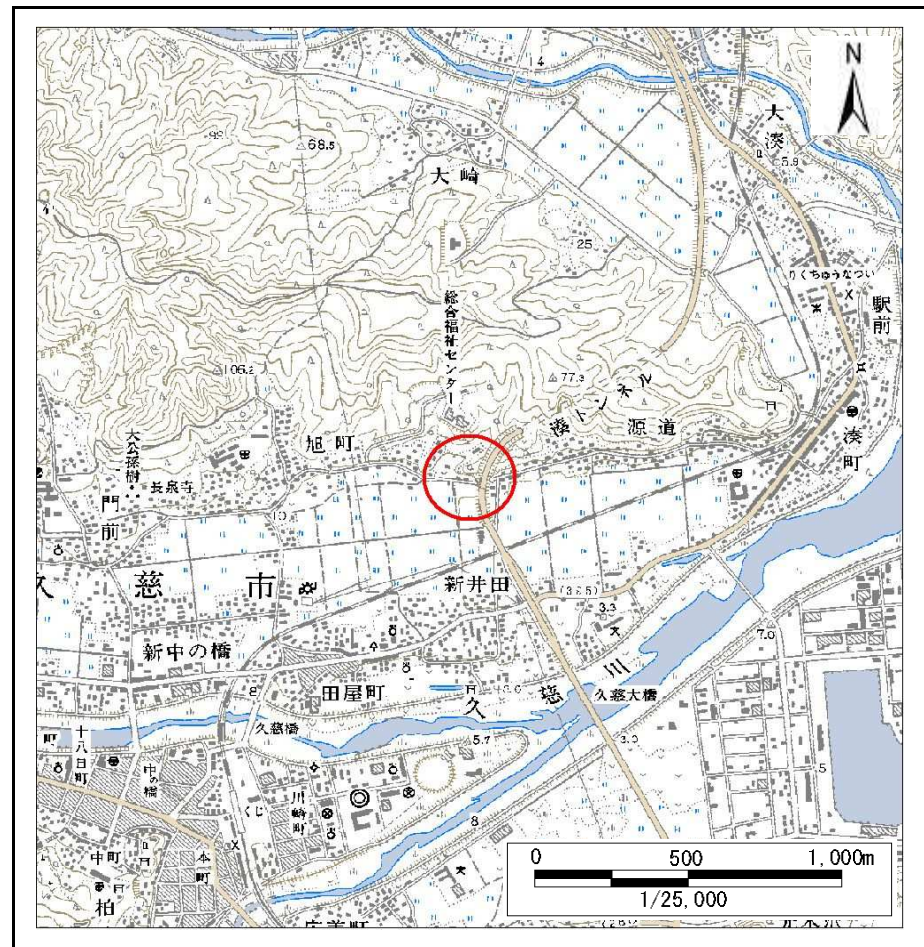 N
4
大湊
68.5
5.9
大崎
25
りくちゅうなつい
駅前
総合福祉センター
106.2
77.3
湊トンネル
旭町
源道
湊町
大公孫樹
長泉寺
門前
久慈市
新井田
3.3
新中の橋
7.0
8
田屋町
久慈川
久慈大橋
久慈橋
十八日町
5.7
3.0
5
中の橋
くじ
川崎町
8
中町
本町
柏
0 500 1,000m
1/25,000